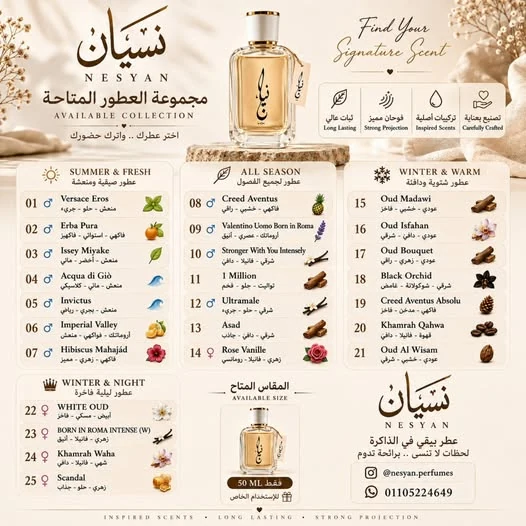 نسيان
NESYAN
مجموعة العطور المتاحة
AVAILABLE COLLECTION
اختر عطرك .. واترك حضورك
Find Your
Signature Scent
ثبات عالي
Long Lasting
فوحان مميز
Strong Projection
تركيبات أصلية
Inspired Scents
تصنيع بعناية
Carefully Crafted
SUMMER & FRESH
عطور صيفية ومنعشة
01 Versace Eros
منعش - حلو - جريء
02 Erba Pura
فاكهي - استوائي - فاكهي
03 Issey Miyake
منعش - أخضر - مائي
04 Acqua di Giò
منعش - مائي - كلاسيكي
05 Invictus
منعش - بحري - رياضي
06 Imperial Valley
أروماتك - فواكهي - منعش
07 Hibiscus Mahajád
زهري - فاكهي - مميز
ALL SEASON
عطور لجميع الفصول
08 Creed Aventus
فاكهي - خشبي - راقي
09 Valentino Uomo Born in Roma
أروماتك - عصري - أنيق
10 Stronger With You Intensely
شرقي - فانيلا - دافئ
11 1 Million
توابل - حلو - فخم
12 Ultramale
شرقي - حلو - جريء
13 Asad
شرقي - دافئ - جذاب
14 Rose Vanille
زهري - فانيلا - رومانسي
WINTER & WARM
عطور شتوية ودافئة
15 Oud Madawi
عودي - خشبي - فاخر
16 Oud Isfahan
عودي - دافئ - شرقي
17 Oud Bouquet
عودي - زهري - راقي
18 Black Orchid
شرقي - شوكولاتة - غامض
19 Creed Aventus Absolu
فاكهي - مدخن - فاخر
20 Khamrah Qahwa
قهوة - فانيلا - دافئ
21 Oud Al Wisam
عودي - خشبي - شرقي
WINTER & NIGHT
عطور ليلية فاخرة
22 WHITE OUD
أبيض - مسكي - فاخر
23 BORN IN ROMA INTENSE (W)
زهري - فانيلا - أنيق
24 Khamrah Waha
شهي - فانيلا - دافئ
25 Scandal
زهري - حلو - جذاب
المقاس المتاح
AVAILABLE SIZE
فقط 50 ML
للإستخدام الخاص
نسيان
NESYAN
عطر يبقي في الذاكرة
لحظات لا تنسى .. برائحة تدوم
@nesyan.perfumes
01105224649
INSPIRED SCENTS • LONG LASTING • STRONG PROJECTION